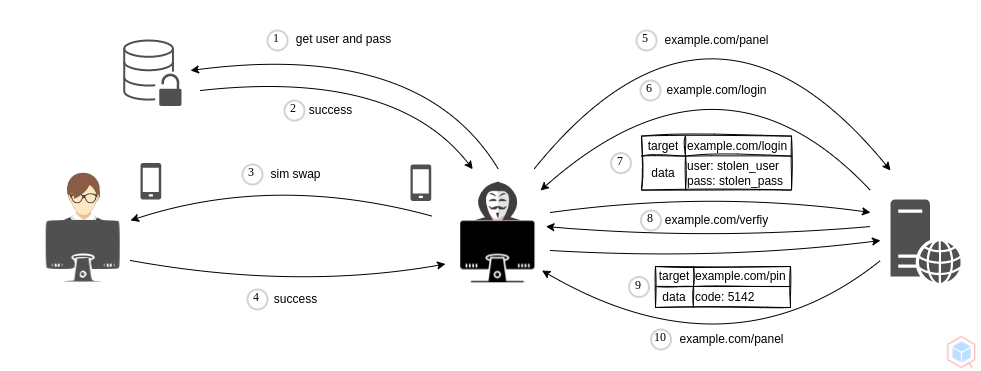 1 get user and pass
2 success
3 sim swap
4 success
5 example.com/panel
6 example.com/login
7
target example.com/login
data user: stolen_user
pass: stolen_pass
8 example.com/verfiy
9
target example.com/pin
data code: 5142
10 example.com/panel